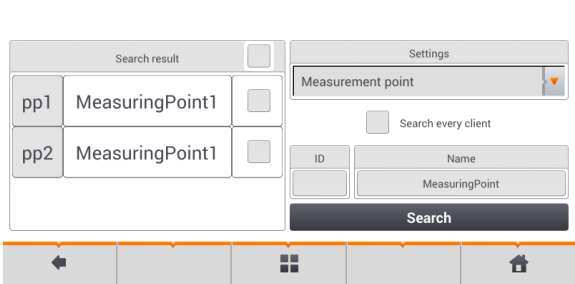 Search result
pp1 MeasuringPoint1
pp2 MeasuringPoint1
Settings
Measurement point
Search every client
ID Name
MeasuringPoint
Search